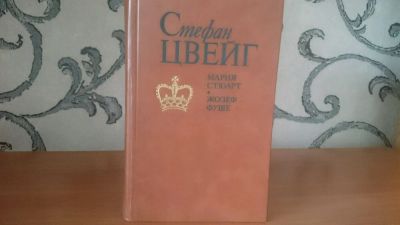 Стефан
ЦВЕЙГ
МАРИЯ
СТЮАРТ
•
ЖОЗЕФ
ФУШЕ